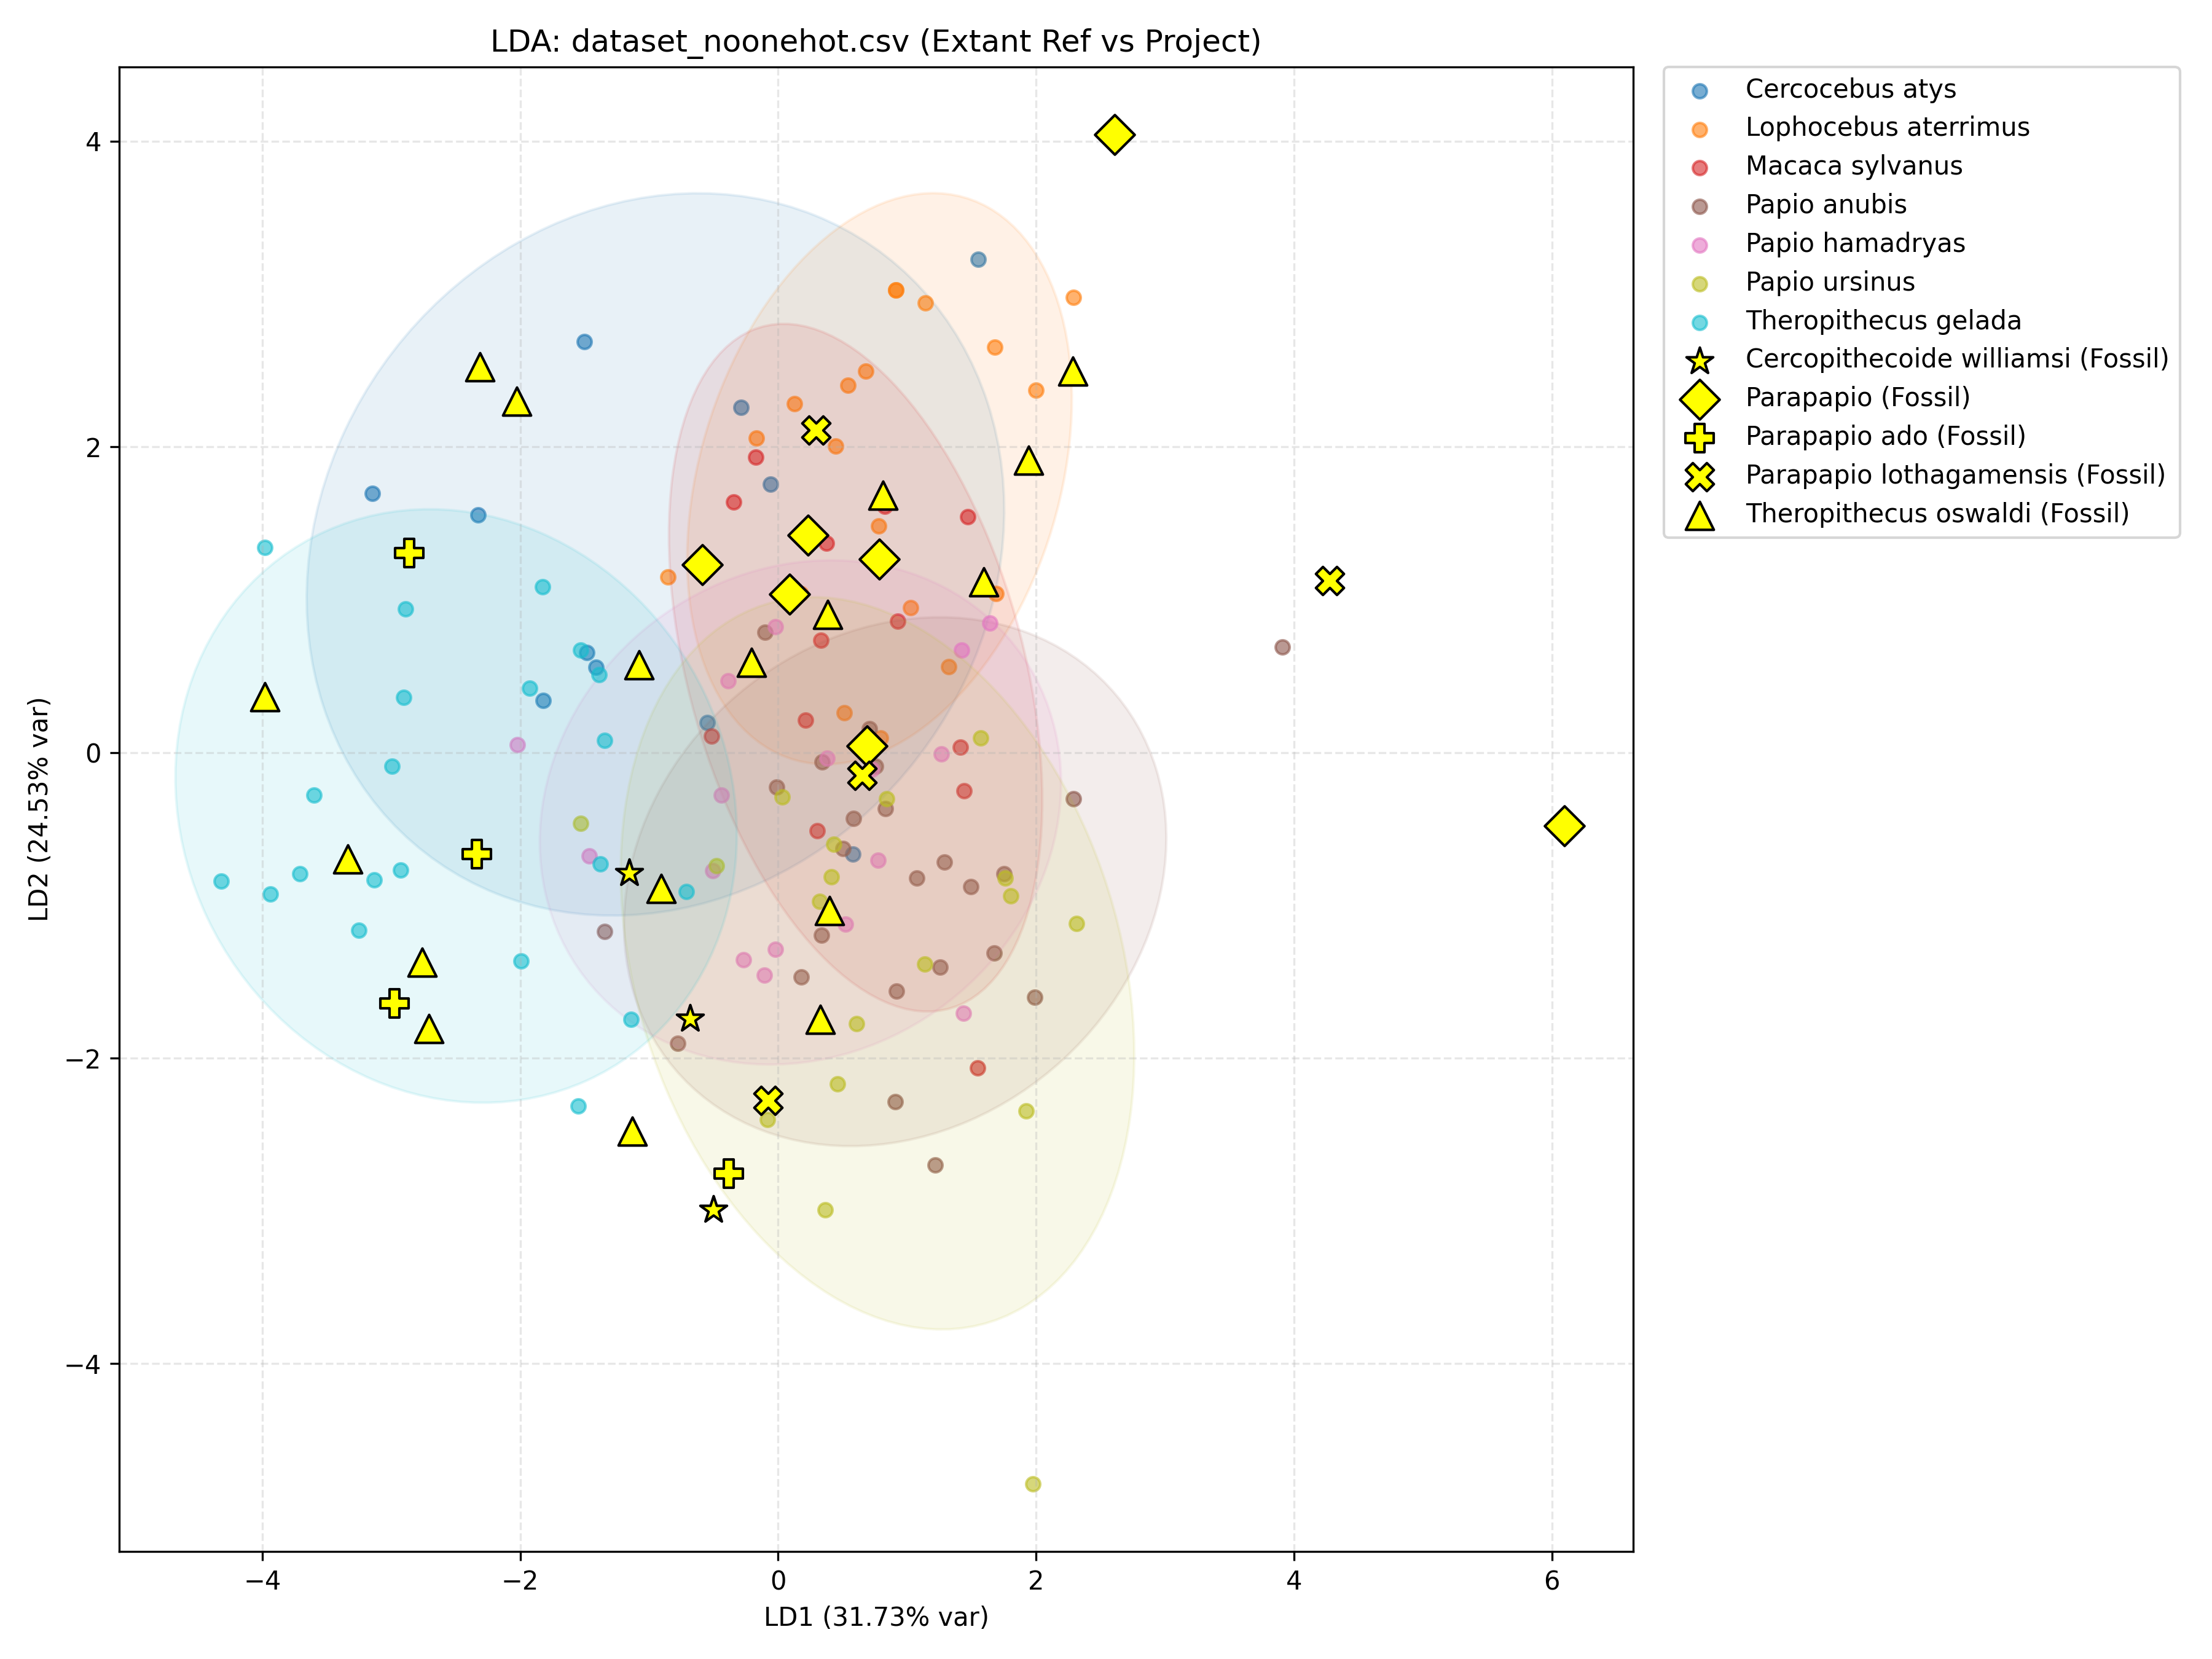 LDA: dataset_noonehot.csv (Extant Ref vs Project)
Cercocebus atys
Lophocebus aterrimus
Macaca sylvanus
Papio anubis
Papio hamadryas
Papio ursinus
Theropithecus gelada
Cercopithecoide williamsi (Fossil)
Parapapio (Fossil)
Parapapio ado (Fossil)
Parapapio lothagamensis (Fossil)
Theropithecus oswaldi (Fossil)
LD2 (24.53% var)
4
2
0
−2
−4
−4
−2
0
2
4
6
LD1 (31.73% var)